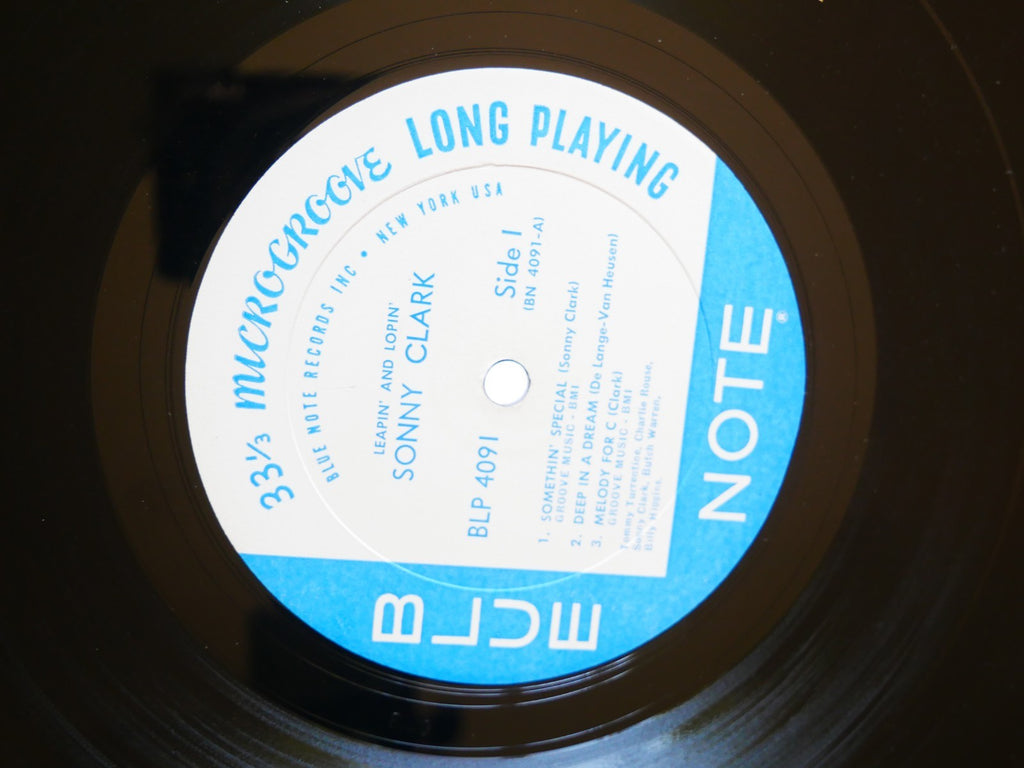 33⅓ MICROGROOVE LONG PLAYING
BLUE NOTE RECORDS INC • NEW YORK USA
LEAPIN' AND LOPIN'
SONNY CLARK
BLP 4091
Side 1
(BN 4091-A)
1. SOMETHIN' SPECIAL (Sonny Clark)
GROOVE MUSIC - BMI
2. DEEP IN A DREAM (De Lange-Van Heusen)
3. MELODY FOR C (Clark)
GROOVE MUSIC - BMI
Tommy Turrentine, Charlie Rouse,
Sonny Clark, Butch Warren,
Billy Higgins.
BLUE
NOTE®